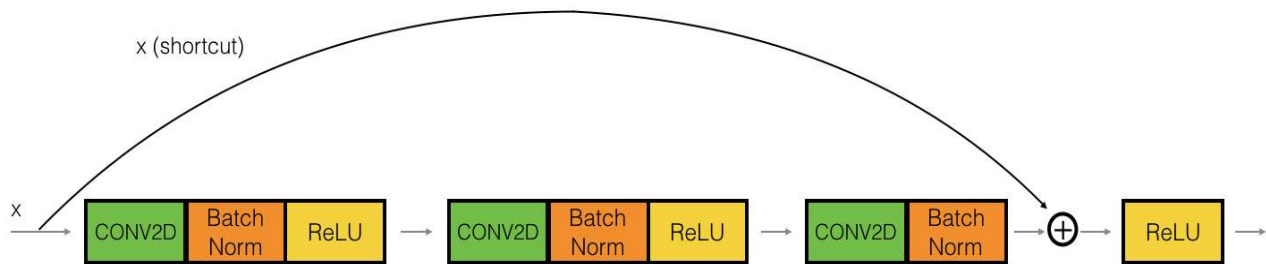 x (shortcut)
x
CONV2D
Batch
Norm
ReLU
CONV2D
Batch
Norm
ReLU
CONV2D
Batch
Norm
ReLU